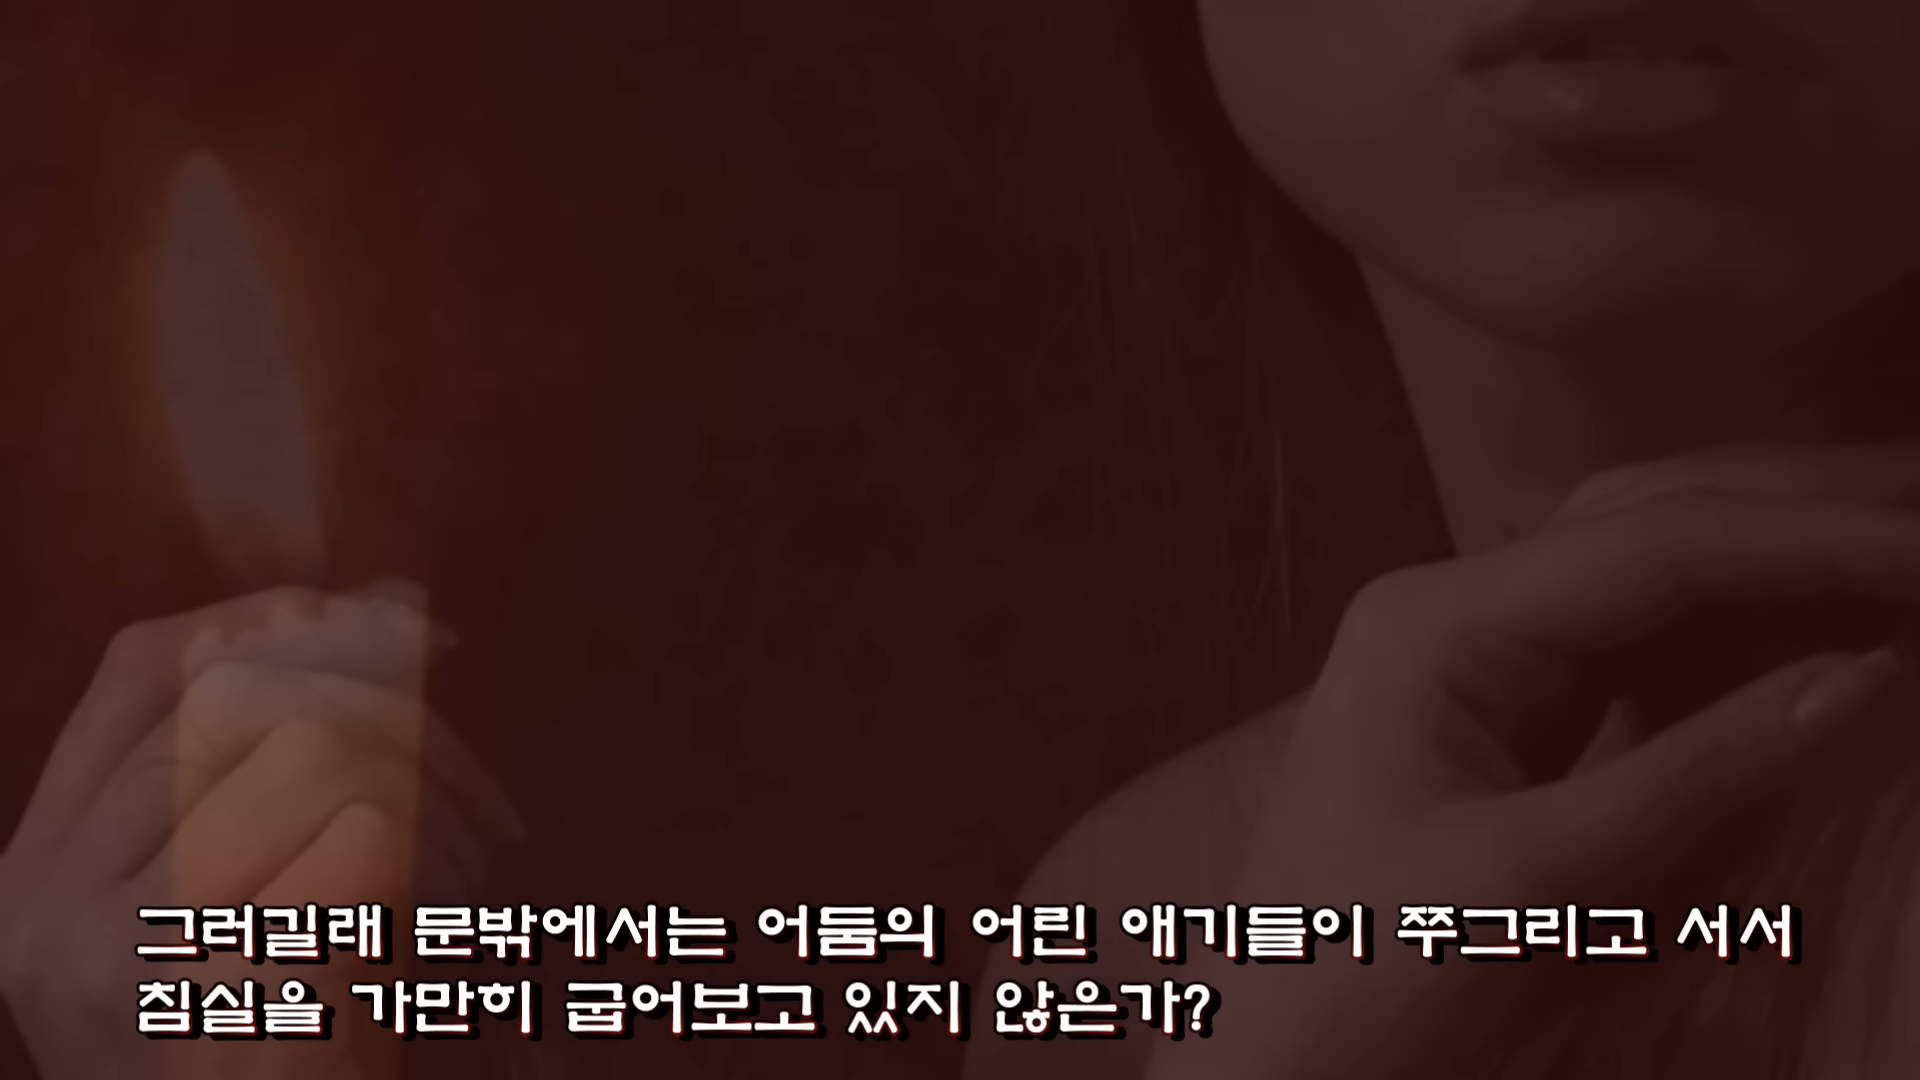 그러길래 문밖에서는 어둠의 어린 얘기들이 쭈그리고 서서
침실을 가만히 굽어보고 있지 않은가?